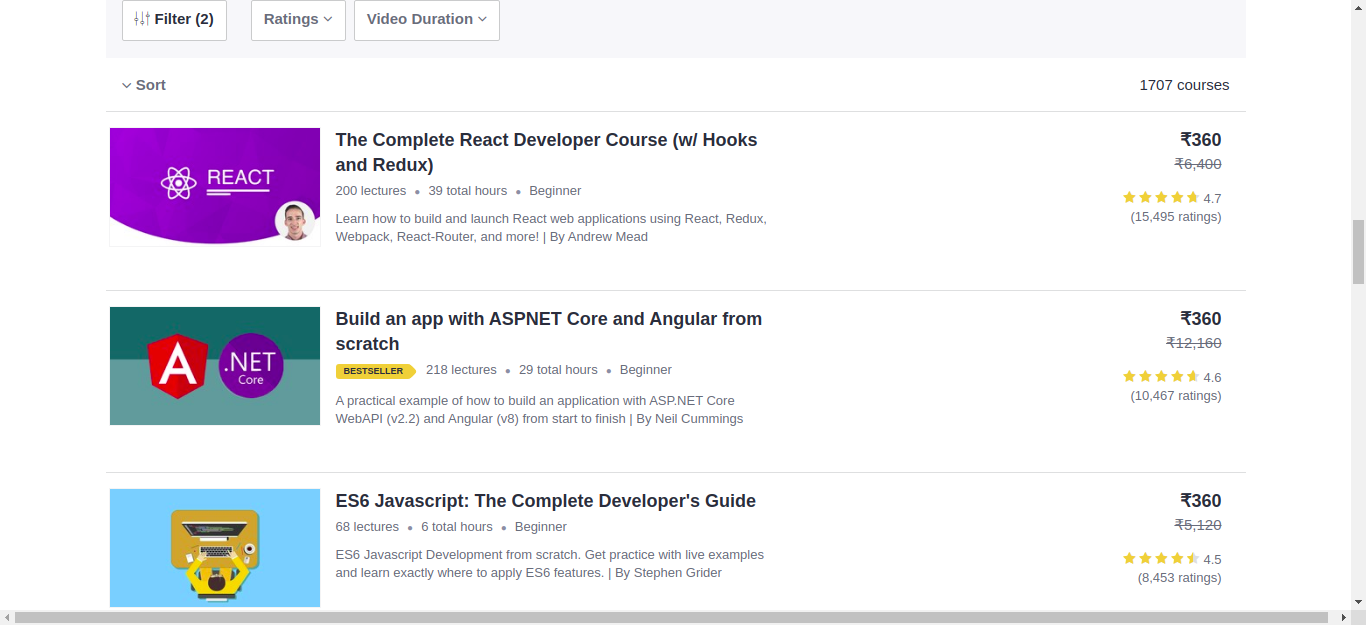 Filter (2)
Ratings
Video Duration
Sort
1707 courses
REACT
The Complete React Developer Course (w/ Hooks
and Redux)
200 lectures ● 39 total hours ● Beginner
Learn how to build and launch React web applications using React, Redux,
Webpack, React-Router, and more! | By Andrew Mead
₹360
₹6,400
4.7
(15,495 ratings)
A
.NET
Core
Build an app with ASPNET Core and Angular from
scratch
BESTSELLER 218 lectures ● 29 total hours ● Beginner
A practical example of how to build an application with ASP.NET Core
WebAPI (v2.2) and Angular (v8) from start to finish | By Neil Cummings
₹360
₹12,160
4.6
(10,467 ratings)
ES6 Javascript: The Complete Developer's Guide
68 lectures ● 6 total hours ● Beginner
ES6 Javascript Development from scratch. Get practice with live examples
and learn exactly where to apply ES6 features. | By Stephen Grider
₹360
₹5,120
4.5
(8,453 ratings)